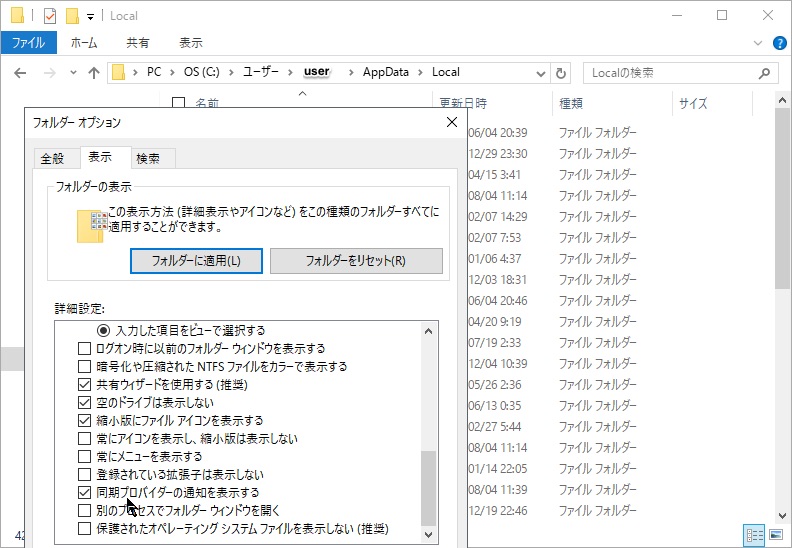 Local
ファイル ホーム 共有 表示
PC OS (C:) ユーザー user AppData Local Localの検索
名前 更新日時 種類 サイズ
フォルダー オプション
全般 表示 検索
フォルダーの表示
この表示方法 (詳細表示やアイコンなど) をこの種類のフォルダーすべてに
適用することができます。
フォルダーに適用(L) フォルダーをリセット(R)
詳細設定:
入力した項目をビューで選択する
ログオン時に以前のフォルダー ウィンドウを表示する
暗号化や圧縮された NTFS ファイルをカラーで表示する
共有ウィザードを使用する (推奨)
空のドライブは表示しない
縮小版にファイル アイコンを表示する
常にアイコンを表示し、縮小版は表示しない
常にメニューを表示する
登録されている拡張子は表示しない
同期プロバイダーの通知を表示する
別のプロセスでフォルダー ウィンドウを開く
保護されたオペレーティング システム ファイルを表示しない (推奨)
06/04 20:39 ファイル フォルダー
12/29 23:30 ファイル フォルダー
04/15 3:41 ファイル フォルダー
08/04 11:14 ファイル フォルダー
02/07 14:29 ファイル フォルダー
02/07 7:53 ファイル フォルダー
01/06 4:37 ファイル フォルダー
12/03 18:31 ファイル フォルダー
06/04 20:46 ファイル フォルダー
04/20 9:19 ファイル フォルダー
07/19 2:33 ファイル フォルダー
12/04 10:39 ファイル フォルダー
05/26 2:36 ファイル フォルダー
06/13 0:35 ファイル フォルダー
02/27 5:44 ファイル フォルダー
08/04 11:14 ファイル フォルダー
01/14 22:05 ファイル フォルダー
08/04 11:39 ファイル フォルダー
12/19 22:46 ファイル フォルダー